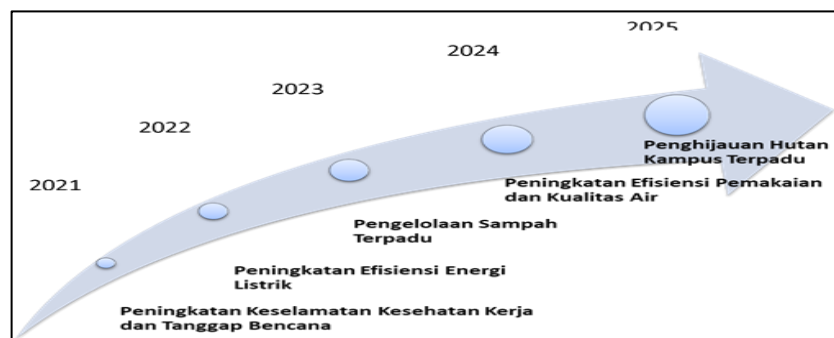 2025
2024
2023
2022
2021
Penghijauan Hutan
Kampus Terpadu
Peningkatan Efisiensi Pemakaian
dan Kualitas Air
Pengelolaan Sampah
Terpadu
Peningkatan Efisiensi Energi
Listrik
Peningkatan Keselamatan Kesehatan Kerja
dan Tanggap Bencana